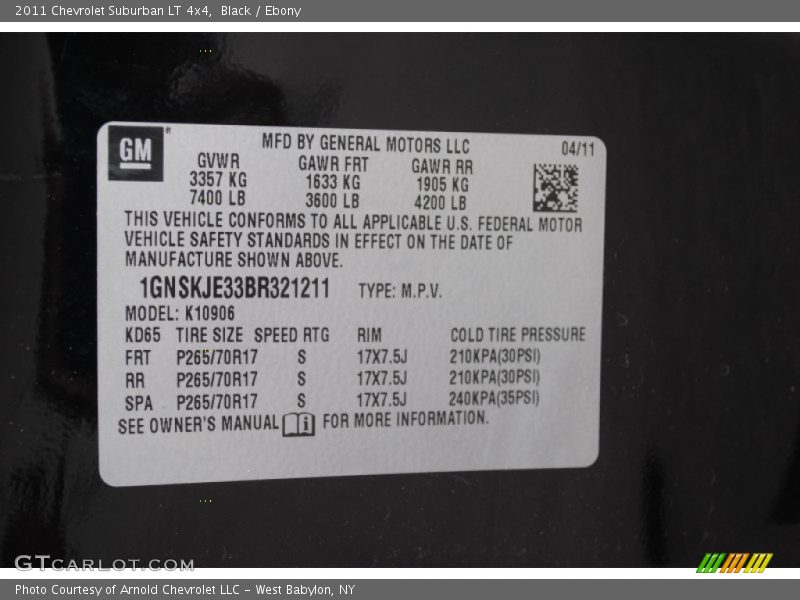 2011 Chevrolet Suburban LT 4x4, Black / Ebony
GM®
MFD BY GENERAL MOTORS LLC 04/11
GVWR GAWR FRT GAWR RR
3357 KG 1633 KG 1905 KG
7400 LB 3600 LB 4200 LB
THIS VEHICLE CONFORMS TO ALL APPLICABLE U.S. FEDERAL MOTOR
VEHICLE SAFETY STANDARDS IN EFFECT ON THE DATE OF
MANUFACTURE SHOWN ABOVE.
1GNSKJE33BR321211 TYPE: M.P.V.
MODEL: K10906
KD65 TIRE SIZE SPEED RTG RIM COLD TIRE PRESSURE
FRT P265/70R17 S 17X7.5J 210KPA(30PSI)
RR P265/70R17 S 17X7.5J 210KPA(30PSI)
SPA P265/70R17 S 17X7.5J 240KPA(35PSI)
SEE OWNER'S MANUAL i FOR MORE INFORMATION.
GTCARLOT.COM
Photo Courtesy of Arnold Chevrolet LLC - West Babylon, NY